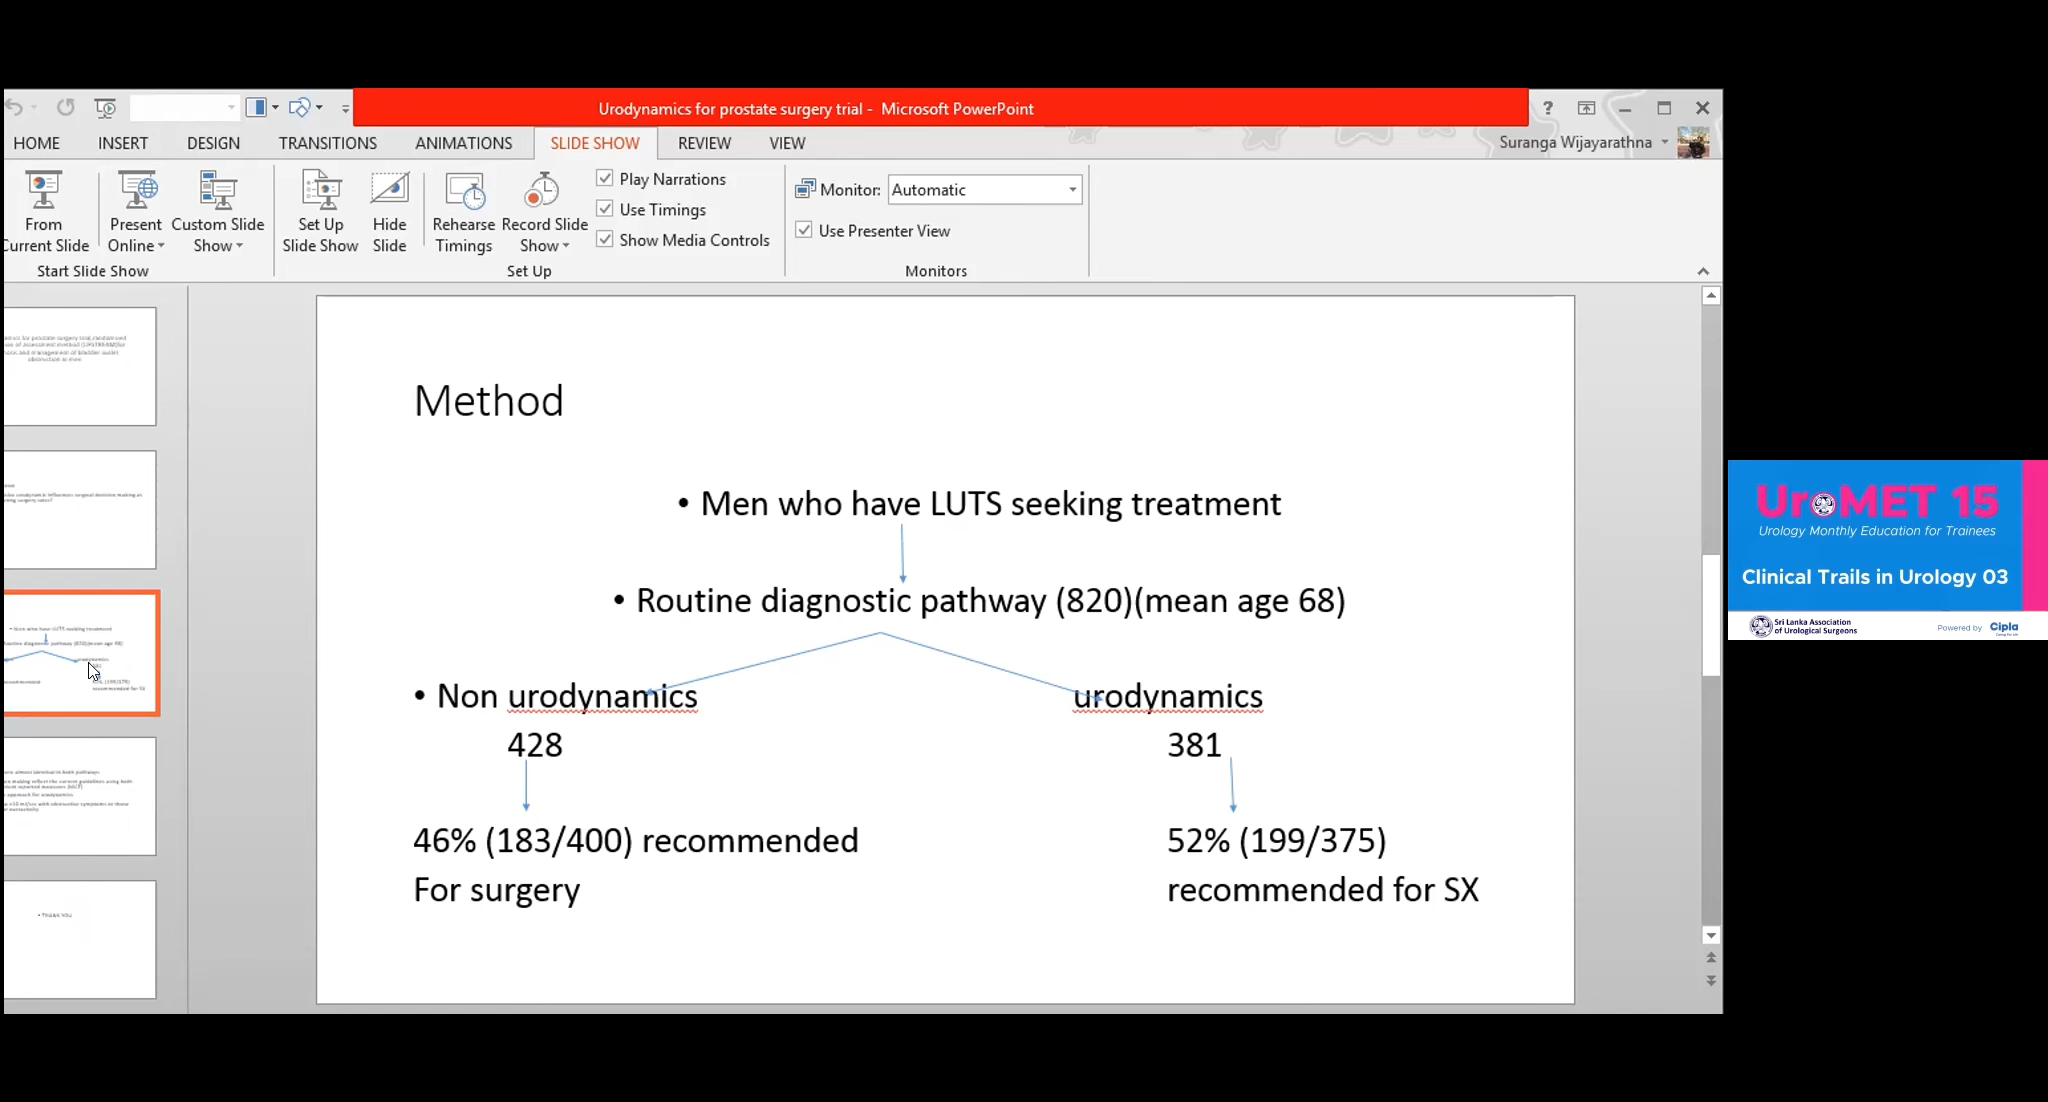 Urodynamics for prostate surgery trial - Microsoft PowerPoint
?
HOME INSERT DESIGN TRANSITIONS ANIMATIONS SLIDE SHOW REVIEW VIEW
Suranga Wijayarathna
From
Current Slide
Present
Online
Custom Slide
Show
Set Up
Slide Show
Hide
Slide
Rehearse
Timings
Record Slide
Show
Play Narrations
Use Timings
Show Media Controls
Monitor: Automatic
Use Presenter View
Start Slide Show
Set Up
Monitors
Method
• Men who have LUTS seeking treatment
• Routine diagnostic pathway (820)(mean age 68)
• Non urodynamics urodynamics
428 381
46% (183/400) recommended 52% (199/375)
For surgery recommended for SX
• THANK YOU
UroMET 15
Urology Monthly Education for Trainees
Clinical Trails in Urology 03
Sri Lanka Association
of Urological Surgeons
Powered by Cipla